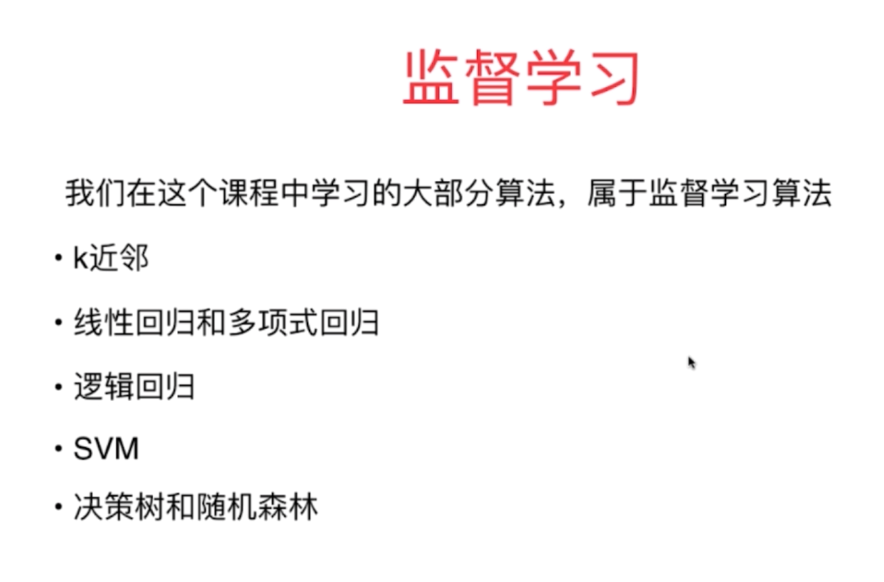 监督学习
我们在这个课程中学习的大部分算法，属于监督学习算法
• k近邻
• 线性回归和多项式回归
• 逻辑回归
• SVM
• 决策树和随机森林